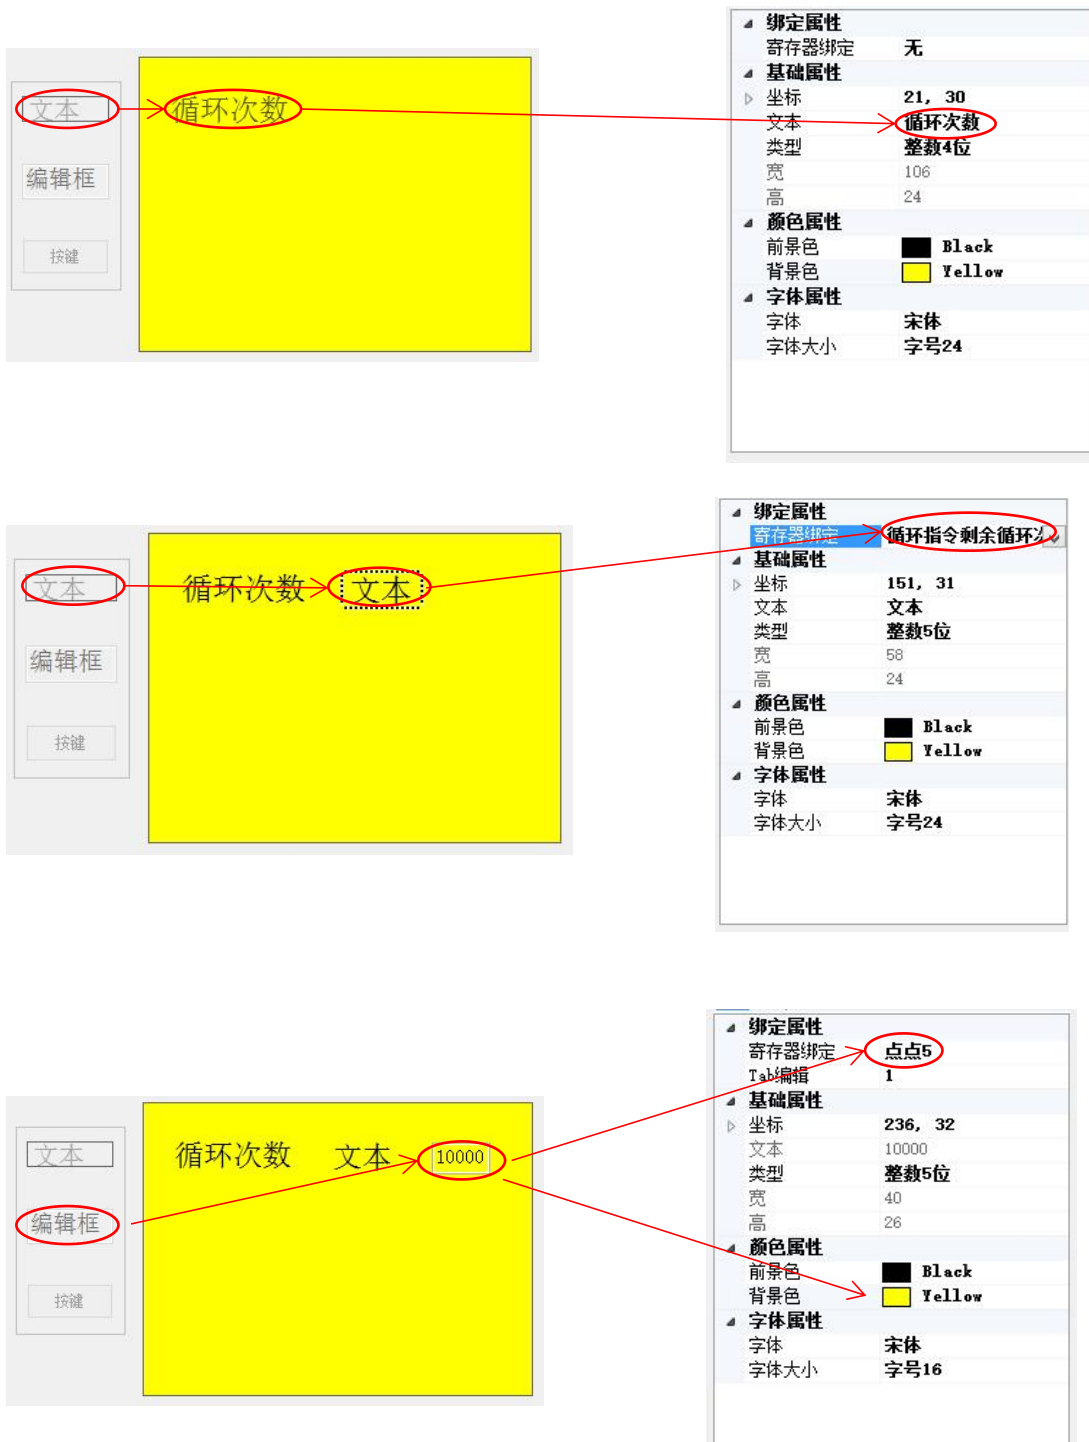 文本
编辑框
按键
循环次数
绑定属性
寄存器绑定 无
基础属性
坐标 21, 30
文本 循环次数
类型 整数4位
宽 106
高 24
颜色属性
前景色 Black
背景色 Yellow
字体属性
字体 宋体
字体大小 字号24
文本
编辑框
按键
循环次数 文本
绑定属性
寄存器绑定 循环指令剩余循环次
基础属性
坐标 151, 31
文本 文本
类型 整数5位
宽 58
高 24
颜色属性
前景色 Black
背景色 Yellow
字体属性
字体 宋体
字体大小 字号24
文本
编辑框
按键
循环次数 文本 10000
绑定属性
寄存器绑定 点点5
Tab编辑 1
基础属性
坐标 236, 32
文本 10000
类型 整数5位
宽 40
高 26
颜色属性
前景色 Black
背景色 Yellow
字体属性
字体 宋体
字体大小 字号16